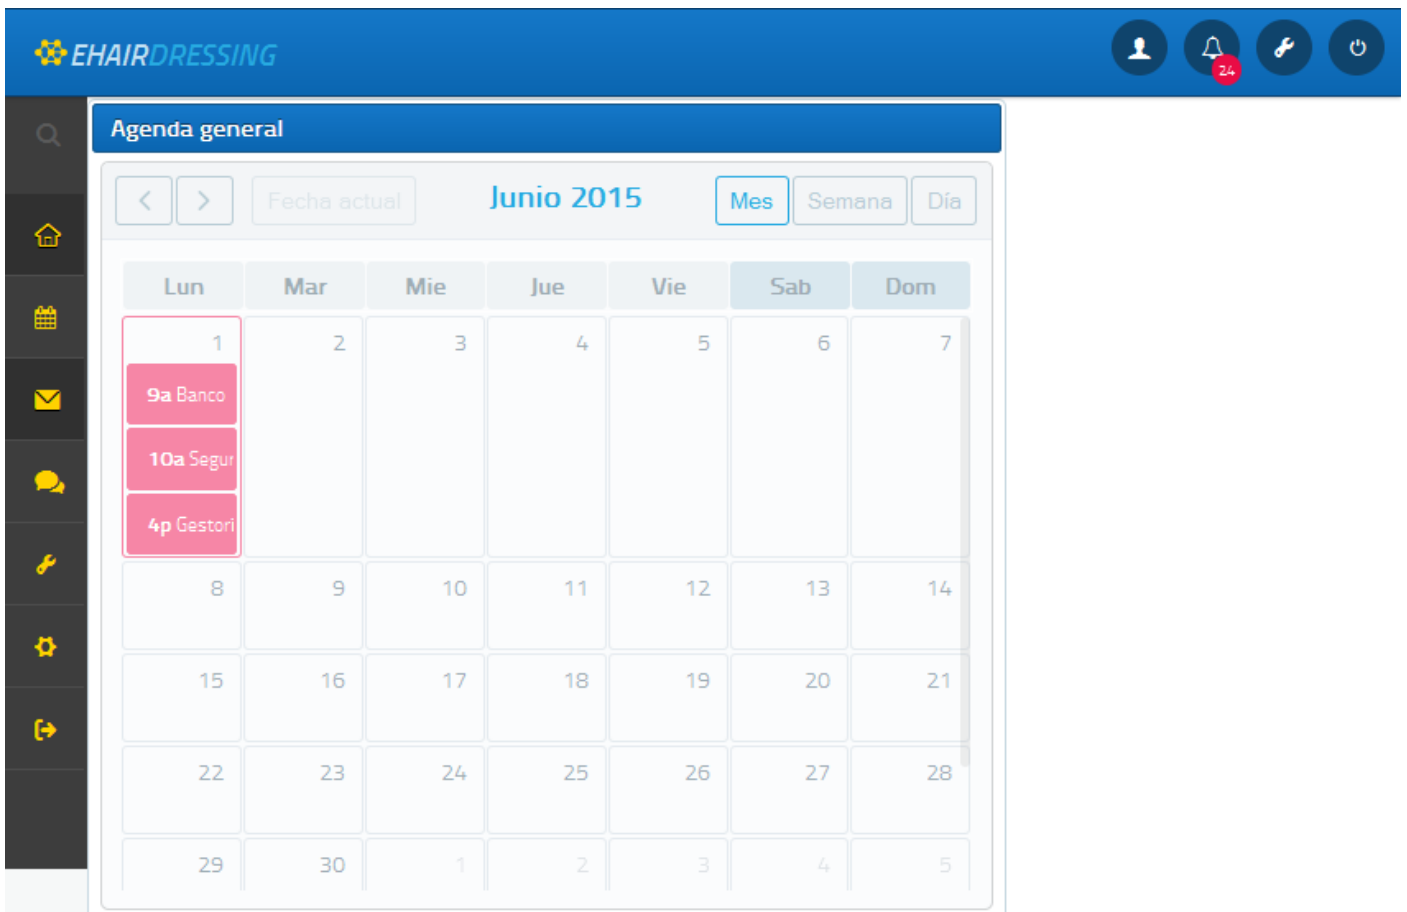 EHAIRDRESSING
24
Agenda general
Fecha actual
Junio 2015
Mes Semana Día
Lun Mar Mie Jue Vie Sab Dom
1 2 3 4 5 6 7
9a Banco
10a Segur
4p Gestori
8 9 10 11 12 13 14
15 16 17 18 19 20 21
22 23 24 25 26 27 28
29 30 1 2 3 4 5